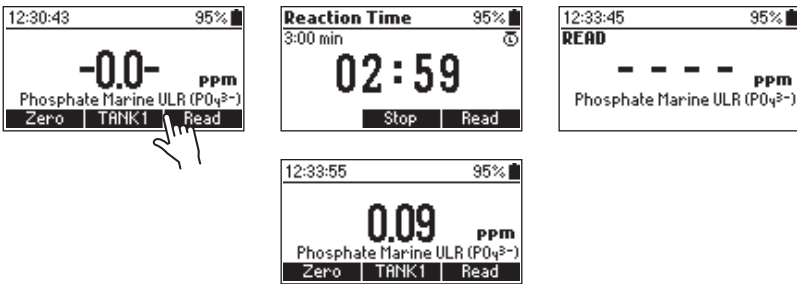 12:30:43 95%
-0.0- ppm
Phosphate Marine ULR (PO₄³⁻)
Zero TANK1 Read
Reaction Time 95%
3:00 min
02:59
Stop Read
12:33:45 95%
READ
- - - - ppm
Phosphate Marine ULR (PO₄³⁻)
12:33:55 95%
0.09 ppm
Phosphate Marine ULR (PO₄³⁻)
Zero TANK1 Read